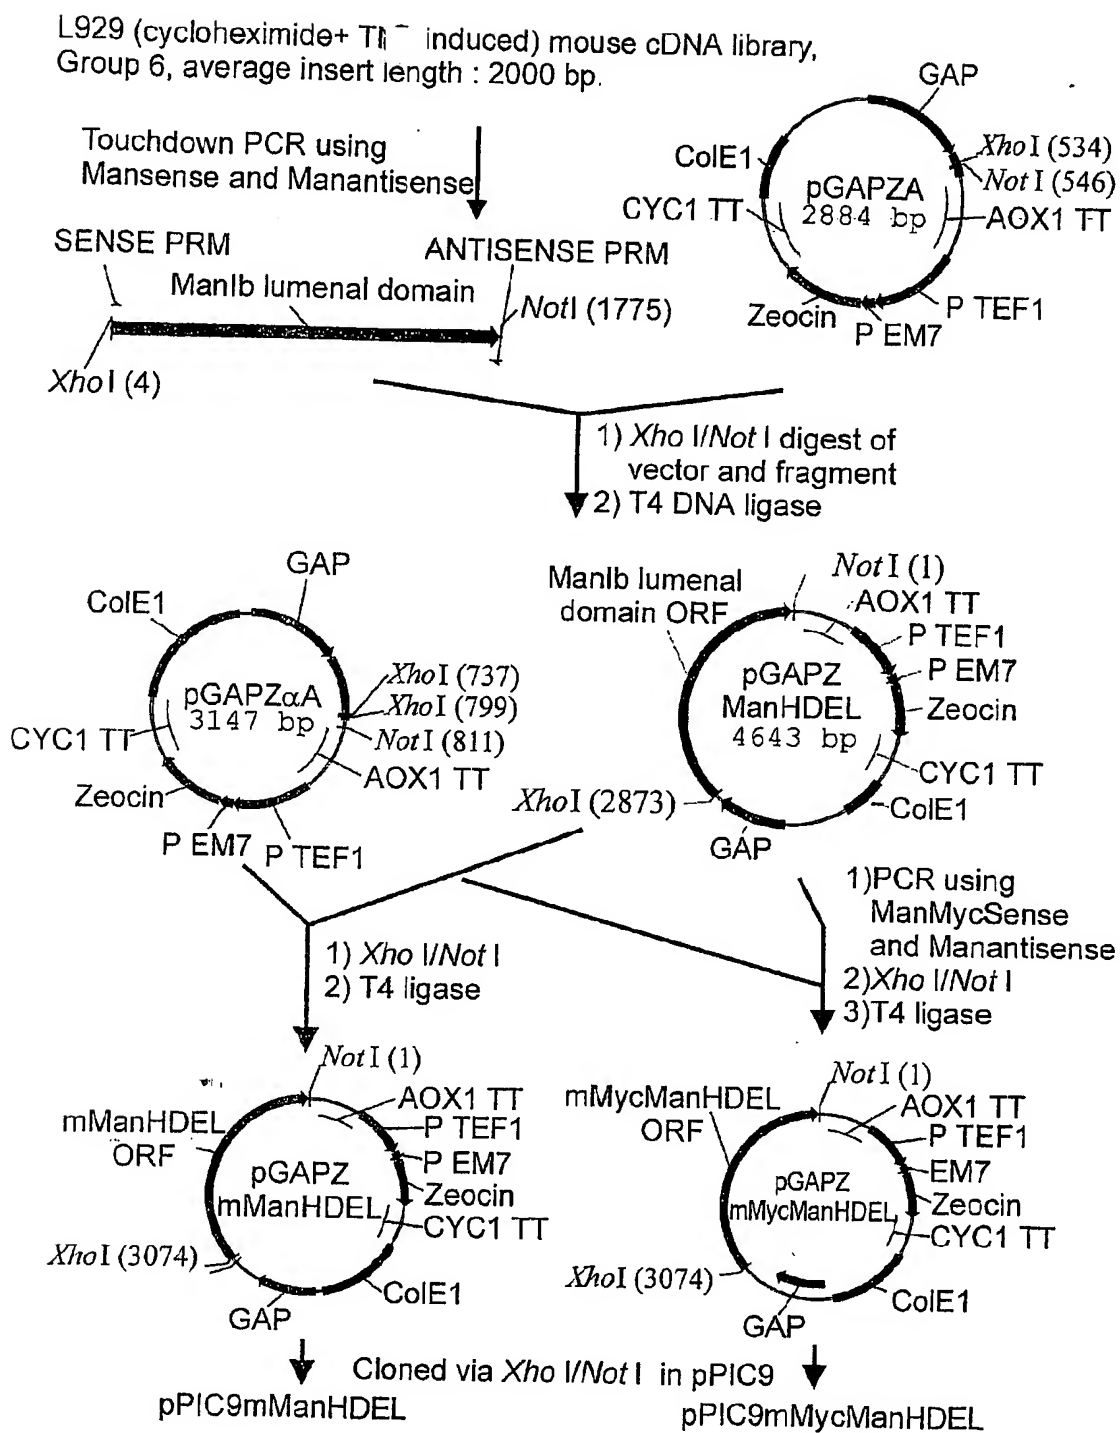 L929 (cycloheximide+ induced) mouse cDNA library,
Group 6, average insert length : 2000 bp.
Touchdown PCR using
Mansense and Manantisense
SENSE PRM
ANTISENSE PRM
ManIb lumenal domain
NotI (1775)
XhoI (4)
GAP
ColE1
XhoI (534)
NotI (546)
pGAPZA
2884 bp
CYC1 TT
AOX1 TT
Zeocin
P TEF1
P EM7
1) Xho I/Not I digest of
vector and fragment
2) T4 DNA ligase
GAP
ColE1
XhoI (737)
pGAPZαA
XhoI (799)
3147 bp
NotI (811)
CYC1 TT
AOX1 TT
Zeocin
P EM7
P TEF1
ManIb lumenal
domain ORF
NotI (1)
AOX1 TT
P TEF1
P EM7
pGAPZ
ManHDEL
4643 bp
Zeocin
CYC1 TT
ColE1
XhoI (2873)
GAP
1) Xho I/Not I
2) T4 ligase
1)PCR using
ManMycSense
and Manantisense
2)Xho I/Not I
3)T4 ligase
NotI (1)
AOX1 TT
mManHDEL
ORF
P TEF1
P EM7
pGAPZ
mManHDEL
Zeocin
CYC1 TT
XhoI (3074)
ColE1
GAP
NotI (1)
mMycManHDEL
ORF
AOX1 TT
P TEF1
EM7
pGAPZ
mMycManHDEL
Zeocin
CYC1 TT
XhoI (3074)
ColE1
GAP
Cloned via Xho I/Not I in pPIC9
pPIC9mManHDEL
pPIC9mMycManHDEL